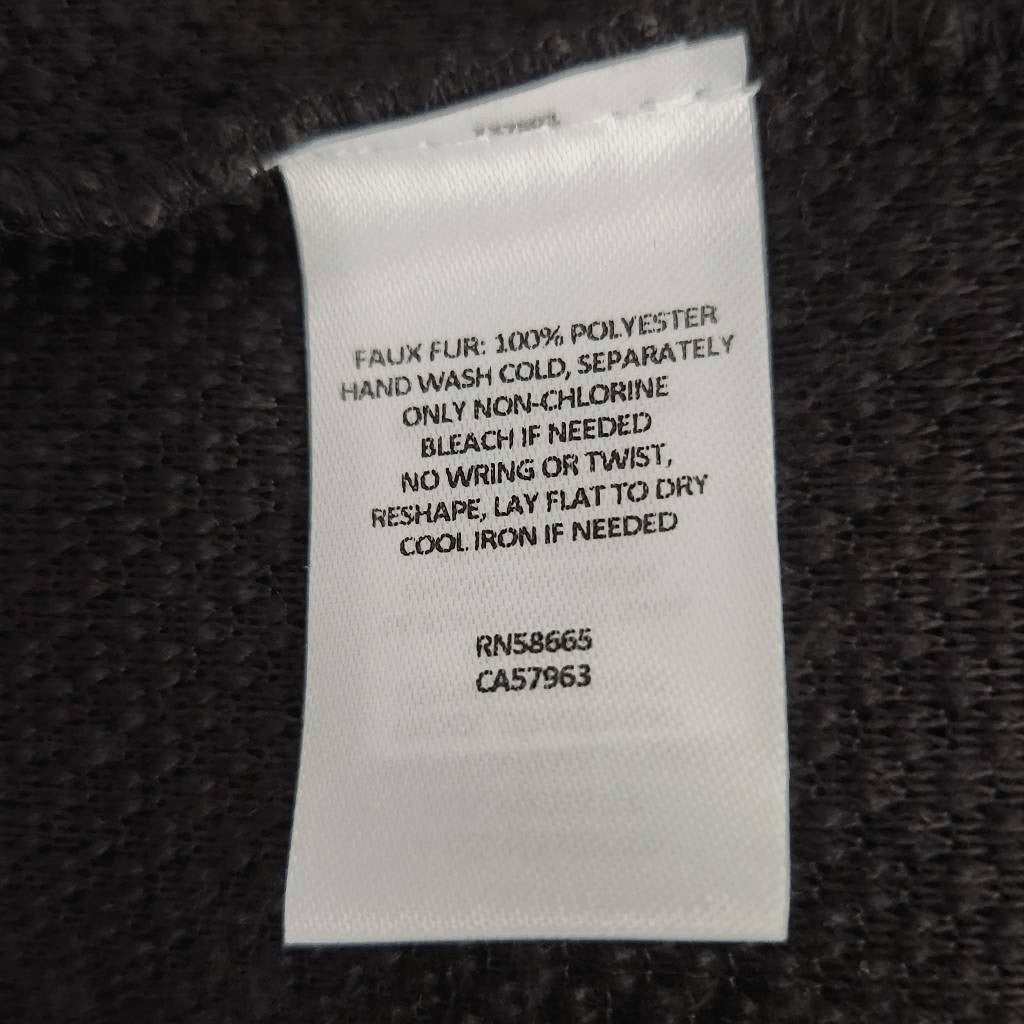 FAUX FUR: 100% POLYESTER
HAND WASH COLD, SEPARATELY
ONLY NON-CHLORINE
BLEACH IF NEEDED
NO WRING OR TWIST,
RESHAPE, LAY FLAT TO DRY
COOL IRON IF NEEDED
RN58665
CA57963